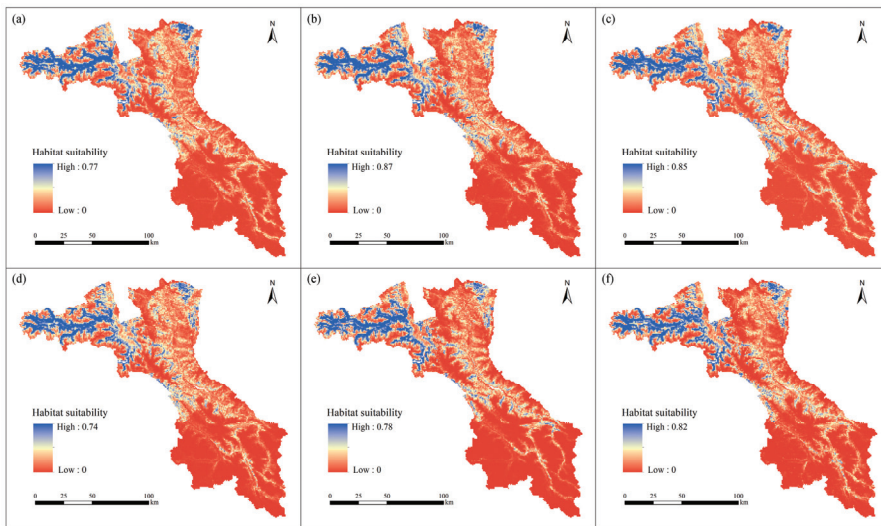 (a)
N
Habitat suitability
High : 0.77
Low : 0
0 25 50 100
km
(b)
N
Habitat suitability
High : 0.87
Low : 0
0 25 50 100
km
(c)
N
Habitat suitability
High : 0.85
Low : 0
0 25 50 100
km
(d)
N
Habitat suitability
High : 0.74
Low : 0
0 25 50 100
km
(e)
N
Habitat suitability
High : 0.78
Low : 0
0 25 50 100
km
(f)
N
Habitat suitability
High : 0.82
Low : 0
0 25 50 100
km